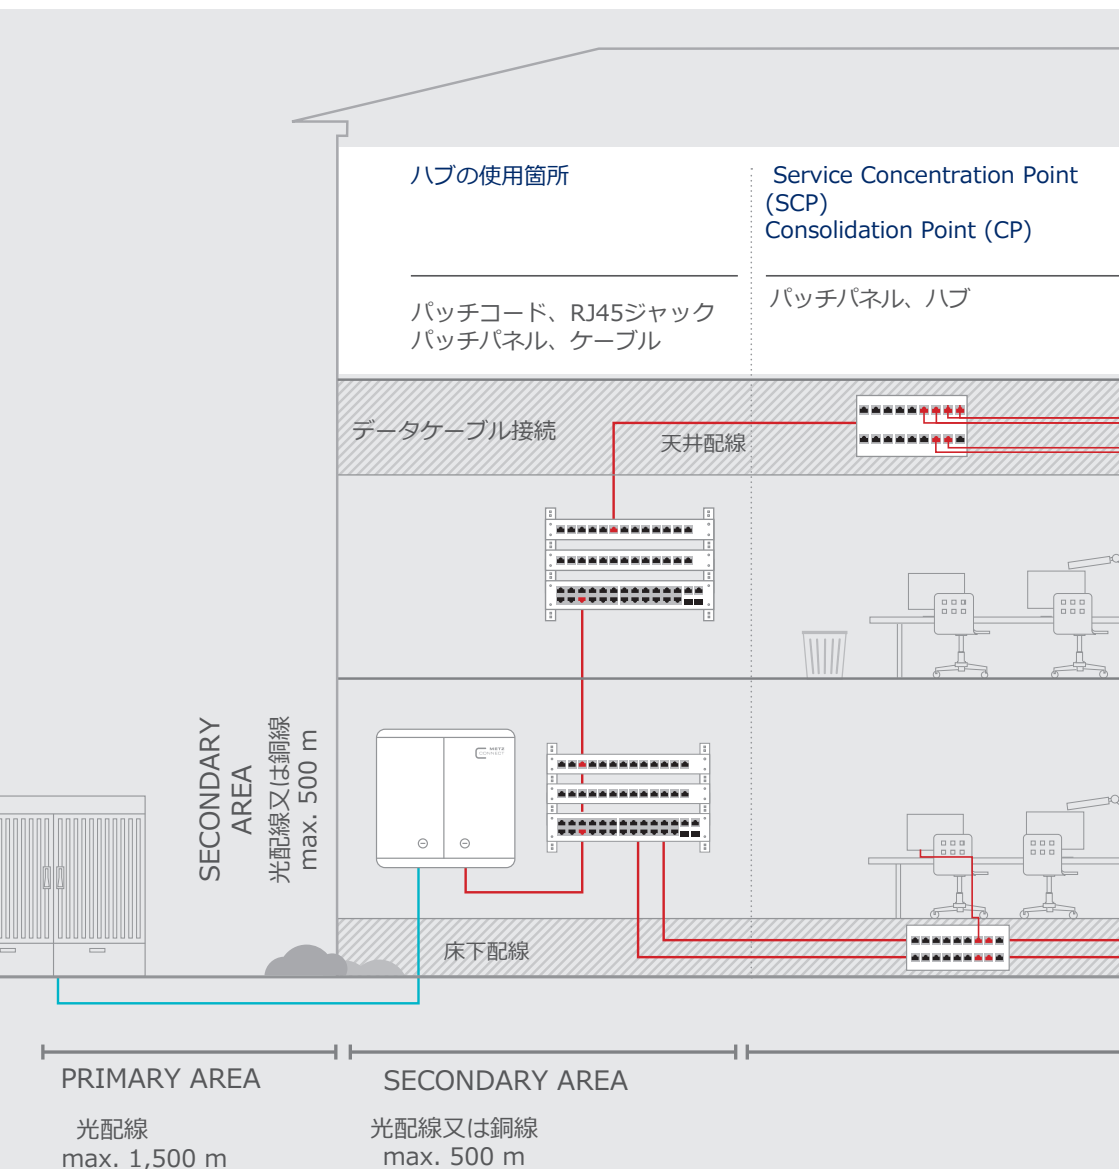 ハブの使用箇所
Service Concentration Point
(SCP)
Consolidation Point (CP)
パッチコード、RJ45ジャック
パッチパネル、ケーブル
パッチパネル、ハブ
データケーブル接続
天井配線
SECONDARY
AREA
光配線又は銅線
max. 500 m
METZ
CONNECT
床下配線
PRIMARY AREA
光配線
max. 1,500 m
SECONDARY AREA
光配線又は銅線
max. 500 m